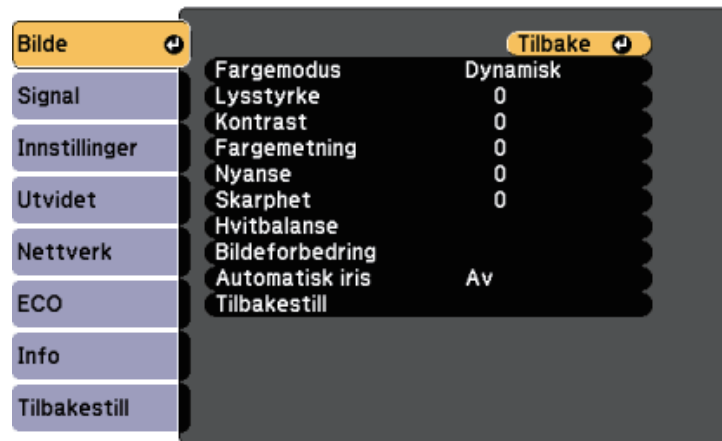 Bilde
Signal
Innstillinger
Utvidet
Nettverk
ECO
Info
Tilbakestill
Tilbake
Fargemodus Dynamisk
Lysstyrke 0
Kontrast 0
Fargemetning 0
Nyanse 0
Skarphet 0
Hvitbalanse
Bildeforbedring
Automatisk iris Av
Tilbakestill